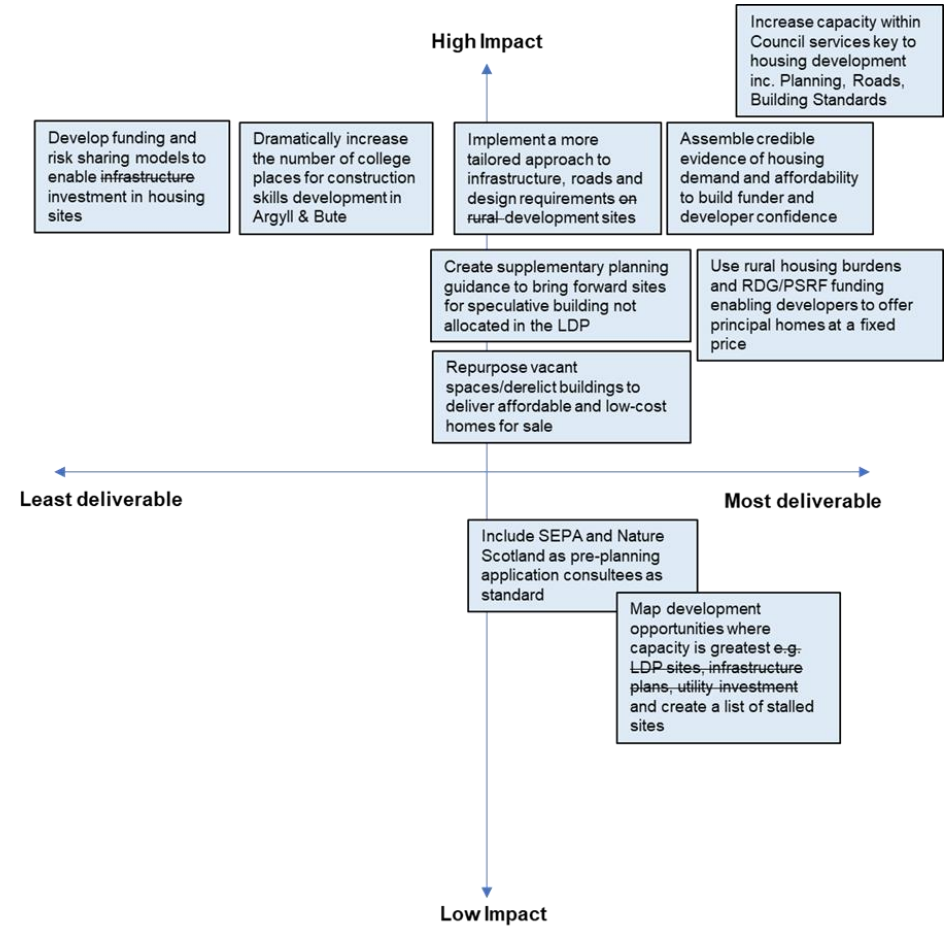 High Impact
Increase capacity within
Council services key to
housing development
inc. Planning, Roads,
Building Standards
Develop funding and
risk sharing models to
enable infrastructure
investment in housing
sites
Dramatically increase
the number of college
places for construction
skills development in
Argyll & Bute
Implement a more
tailored approach to
infrastructure, roads and
design requirements on
rural development sites
Assemble credible
evidence of housing
demand and affordability
to build funder and
developer confidence
Create supplementary planning
guidance to bring forward sites
for speculative building not
allocated in the LDP
Use rural housing burdens
and RDG/PSRF funding
enabling developers to offer
principal homes at a fixed
price
Repurpose vacant
spaces/derelict buildings to
deliver affordable and low-cost
homes for sale
Least deliverable
Most deliverable
Include SEPA and Nature
Scotland as pre-planning
application consultees as
standard
Map development
opportunities where
capacity is greatest e.g.
LDP sites, infrastructure
plans, utility investment
and create a list of stalled
sites
Low Impact